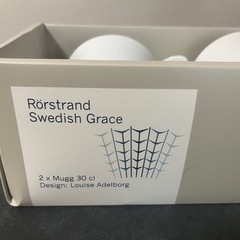 Rörstrand
Swedish Grace
2 x Mugg 30 cl
Design: Louise Adelborg